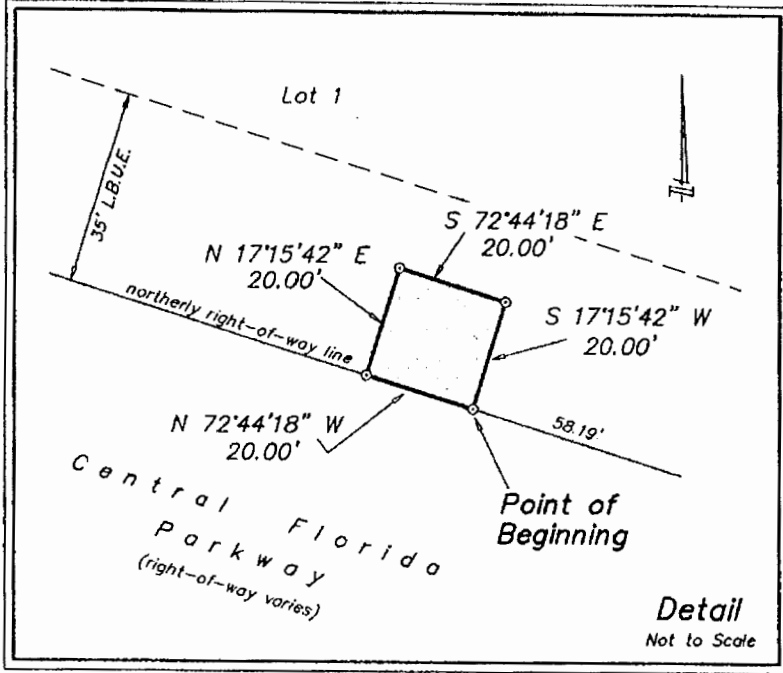 Lot 1
35' L.B.U.E.
N
S 72°44'18" E
20.00'
N 17°15'42" E
20.00'
S 17°15'42" W
20.00'
northerly right-of-way line
N 72°44'18" W
20.00'
58.19'
Central Florida
Parkway
(right-of-way varies)
Point of
Beginning
Detail
Not to Scale